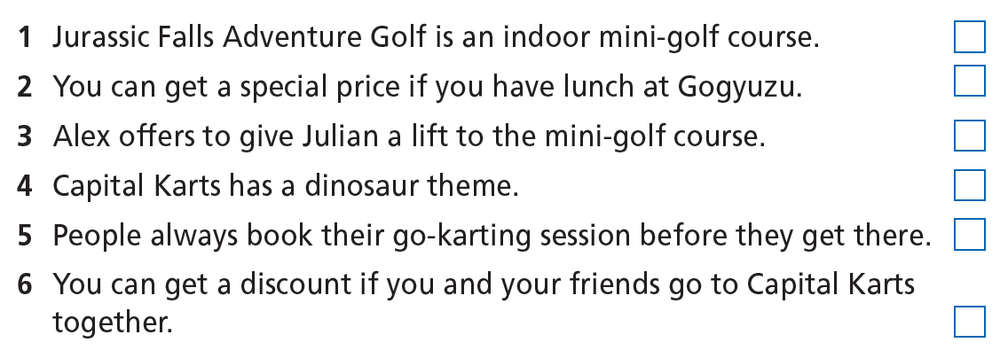 1 Jurassic Falls Adventure Golf is an indoor mini-golf course.
2 You can get a special price if you have lunch at Gogyuzu.
3 Alex offers to give Julian a lift to the mini-golf course.
4 Capital Karts has a dinosaur theme.
5 People always book their go-karting session before they get there.
6 You can get a discount if you and your friends go to Capital Karts
together.